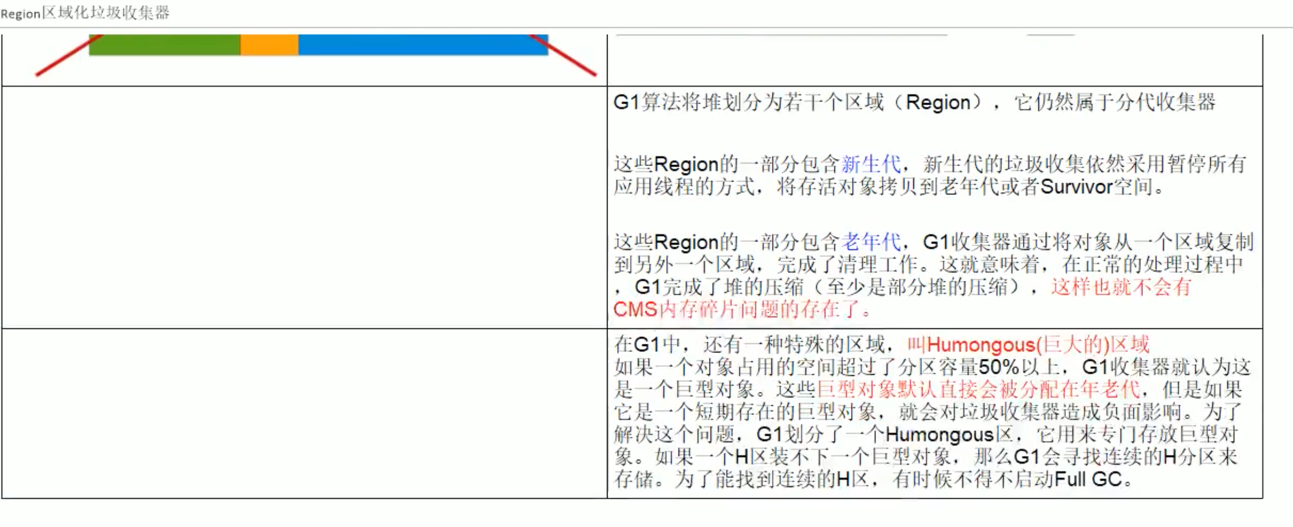 Region区域化垃圾收集器
G1算法将堆划分为若干个区域（Region），它仍然属于分代收集器
这些Region的一部分包含新生代，新生代的垃圾收集依然采用暂停所有
应用线程的方式，将存活对象拷贝到老年代或者Survivor空间。
这些Region的一部分包含老年代，G1收集器通过将对象从一个区域复制
到另外一个区域，完成了清理工作。这就意味着，在正常的处理过程中
，G1完成了堆的压缩（至少是部分堆的压缩），这样也就不会有
CMS内存碎片问题的存在了。
在G1中，还有一种特殊的区域，叫Humongous(巨大的)区域
如果一个对象占用的空间超过了分区容量50%以上，G1收集器就认为这
是一个巨型对象。这些巨型对象默认直接会被分配在年老代，但是如果
它是一个短期存在的巨型对象，就会对垃圾收集器造成负面影响。为了
解决这个问题，G1划分了一个Humongous区，它用来专门存放巨型对
象。如果一个H区装不下一个巨型对象，那么G1会寻找连续的H分区来
存储。为了能找到连续的H区，有时候不得不启动Full GC。